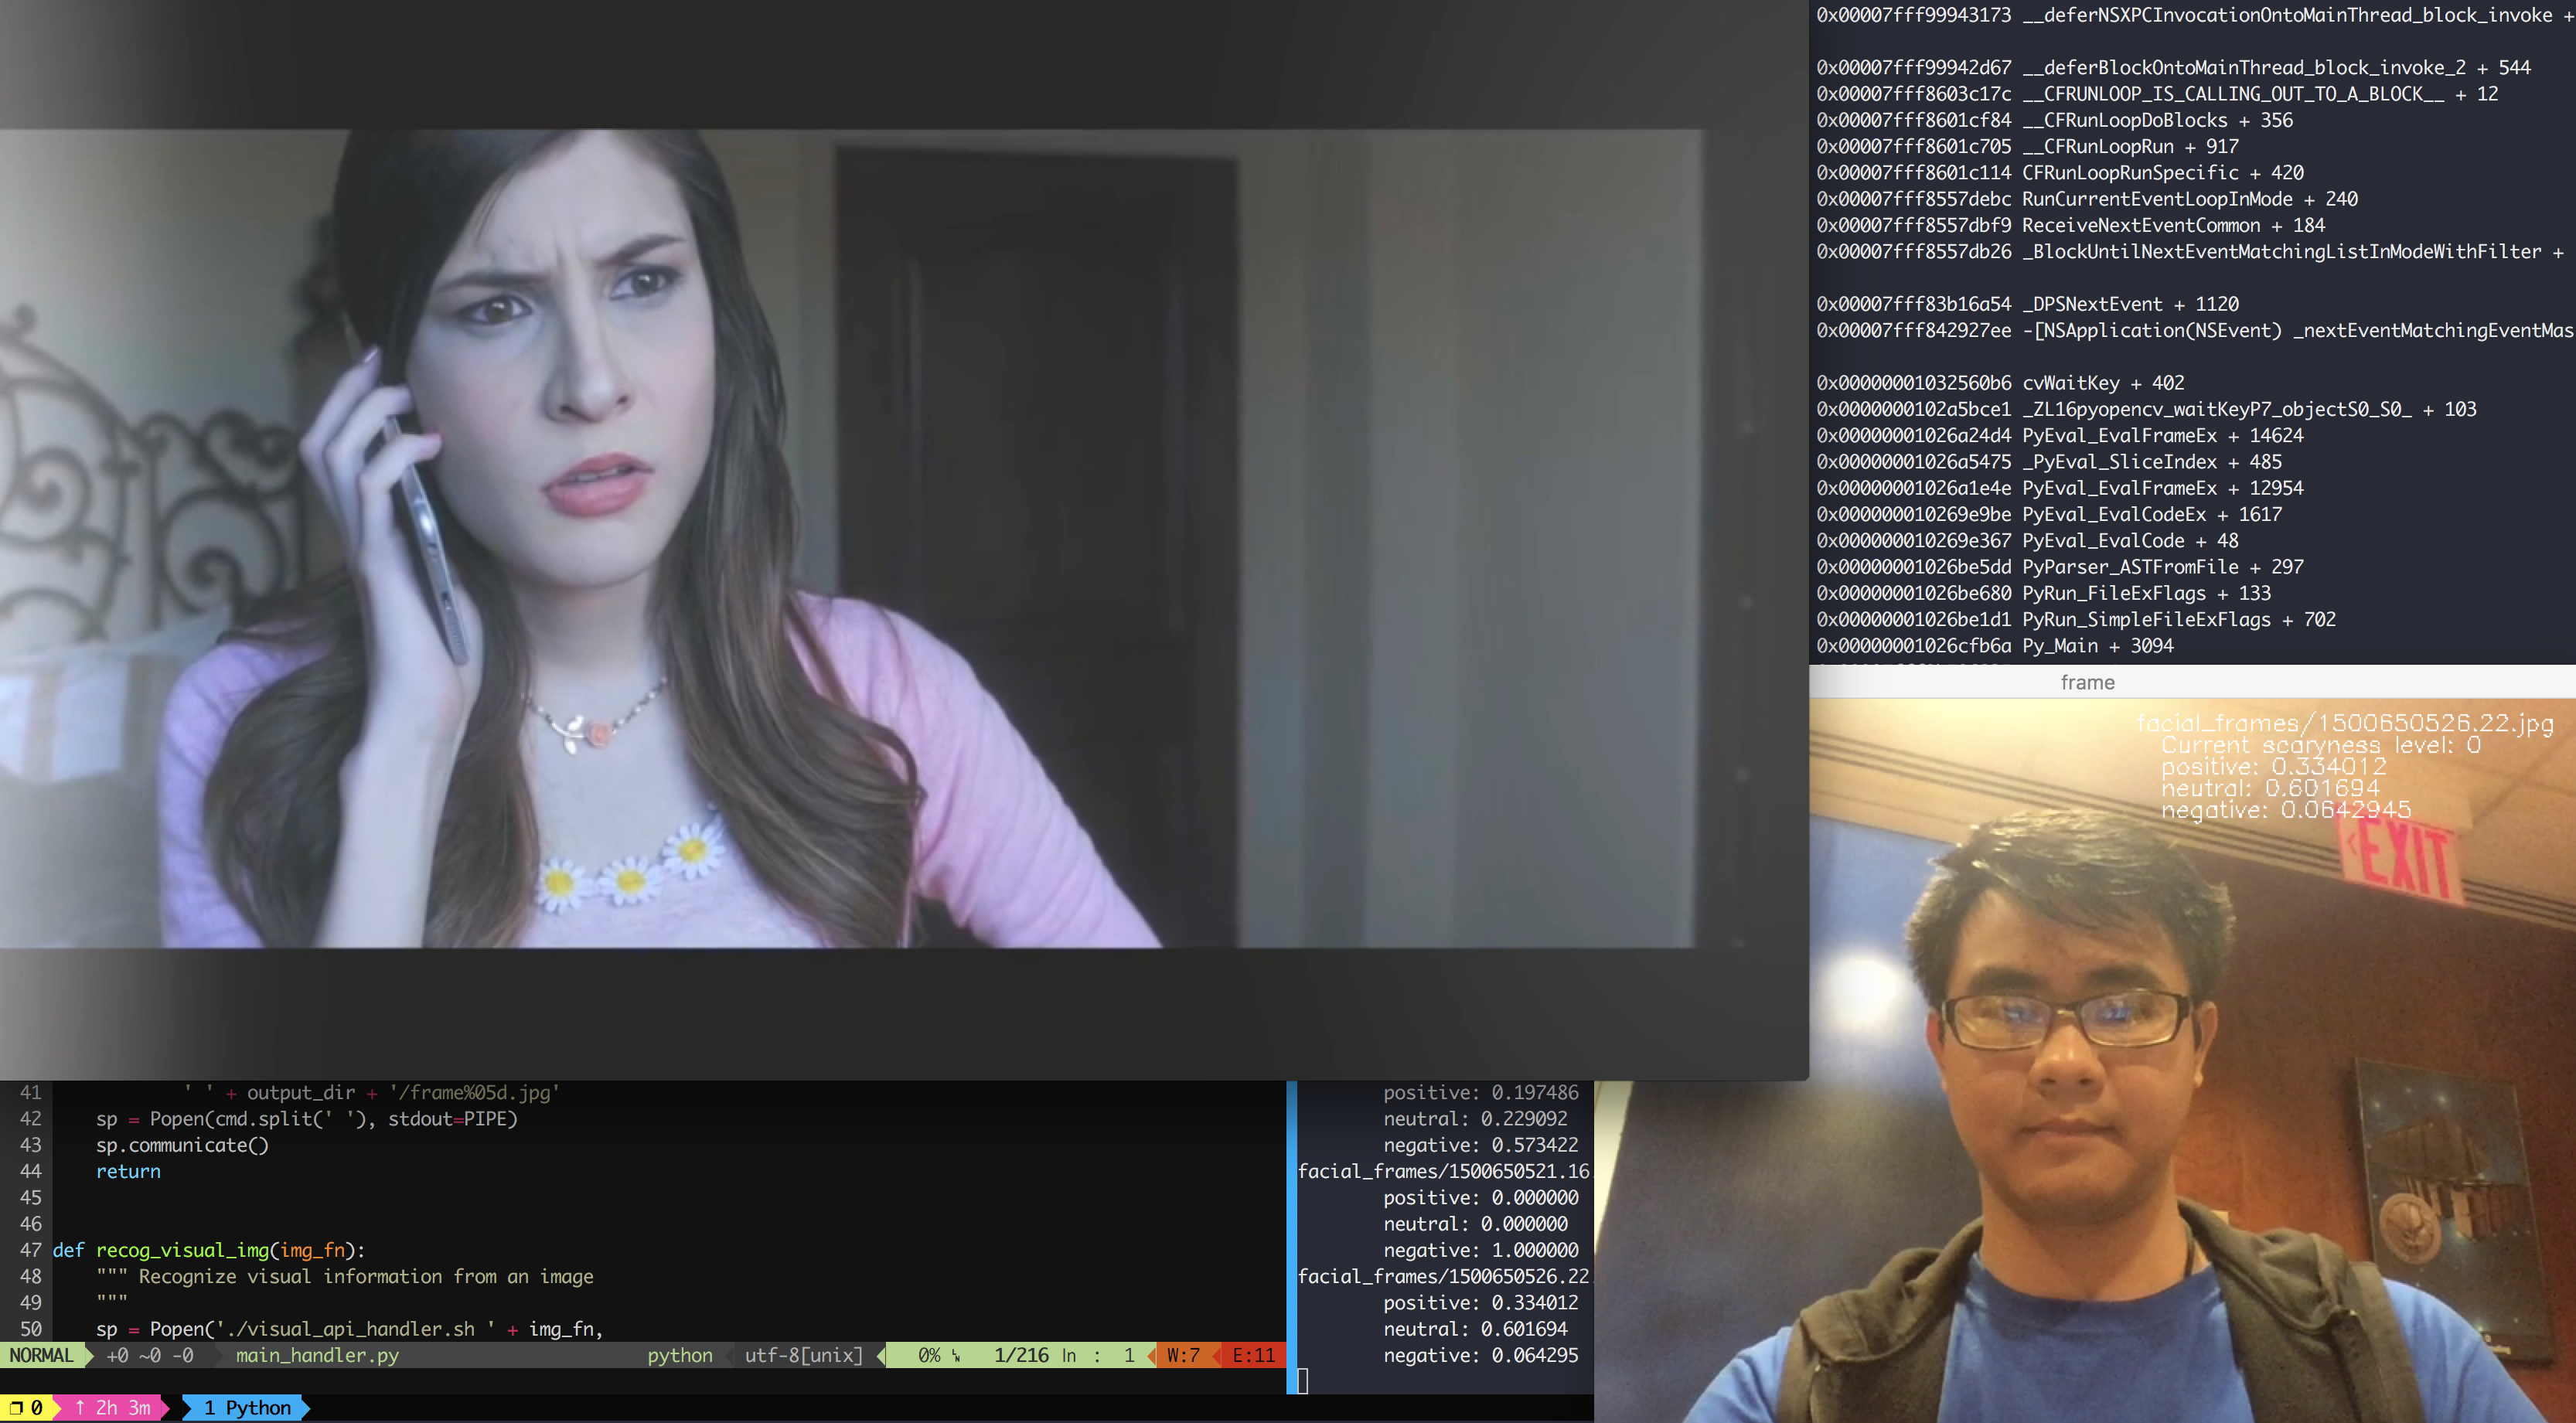 0x00007fff99943173 __deferNSXPCInvocationOntoMainThread_block_invoke +
0x00007fff99942d67 __deferBlockOntoMainThread_block_invoke_2 + 544
0x00007fff8603c17c __CFRUNLOOP_IS_CALLING_OUT_TO_A_BLOCK__ + 12
0x00007fff8601cf84 __CFRunLoopDoBlocks + 356
0x00007fff8601c705 __CFRunLoopRun + 917
0x00007fff8601c114 CFRunLoopRunSpecific + 420
0x00007fff8557debc RunCurrentEventLoopInMode + 240
0x00007fff8557dbf9 ReceiveNextEventCommon + 184
0x00007fff8557db26 _BlockUntilNextEventMatchingListInModeWithFilter +
0x00007fff83b16a54 _DPSNextEvent + 1120
0x00007fff842927ee -[NSApplication(NSEvent) _nextEventMatchingEventMas
0x00000001032560b6 cvWaitKey + 402
0x0000000102a5bce1 _ZL16pyopencv_waitKeyP7_objectS0_S0_ + 103
0x00000001026a24d4 PyEval_EvalFrameEx + 14624
0x00000001026a5475 _PyEval_SliceIndex + 485
0x00000001026a1e4e PyEval_EvalFrameEx + 12954
0x000000010269e9be PyEval_EvalCodeEx + 1617
0x000000010269e367 PyEval_EvalCode + 48
0x00000001026be5dd PyParser_ASTFromFile + 297
0x00000001026be680 PyRun_FileExFlags + 133
0x00000001026be1d1 PyRun_SimpleFileExFlags + 702
0x00000001026cfb6a Py_Main + 3094
frame
facial_frames/1500650526.22.jpg
Current scaryness level: 0
positive: 0.334012
neutral: 0.601694
negative: 0.0642945
EXIT
41 ' ' + output_dir + '/frame%05d.jpg'
42 sp = Popen(cmd.split(' '), stdout=PIPE)
43 sp.communicate()
44 return
45
46
47 def recog_visual_img(img_fn):
48 """ Recognize visual information from an image
49 """
50 sp = Popen('./visual_api_handler.sh ' + img_fn,
NORMAL +0 ~0 -0 main_handler.py python utf-8[unix] 0% 1/216 ln : 1 W:7 E:11
positive: 0.197486
neutral: 0.229092
negative: 0.573422
facial_frames/1500650521.16
positive: 0.000000
neutral: 0.000000
negative: 1.000000
facial_frames/1500650526.22
positive: 0.334012
neutral: 0.601694
negative: 0.064295
0 ↑ 2h 3m 1 Python